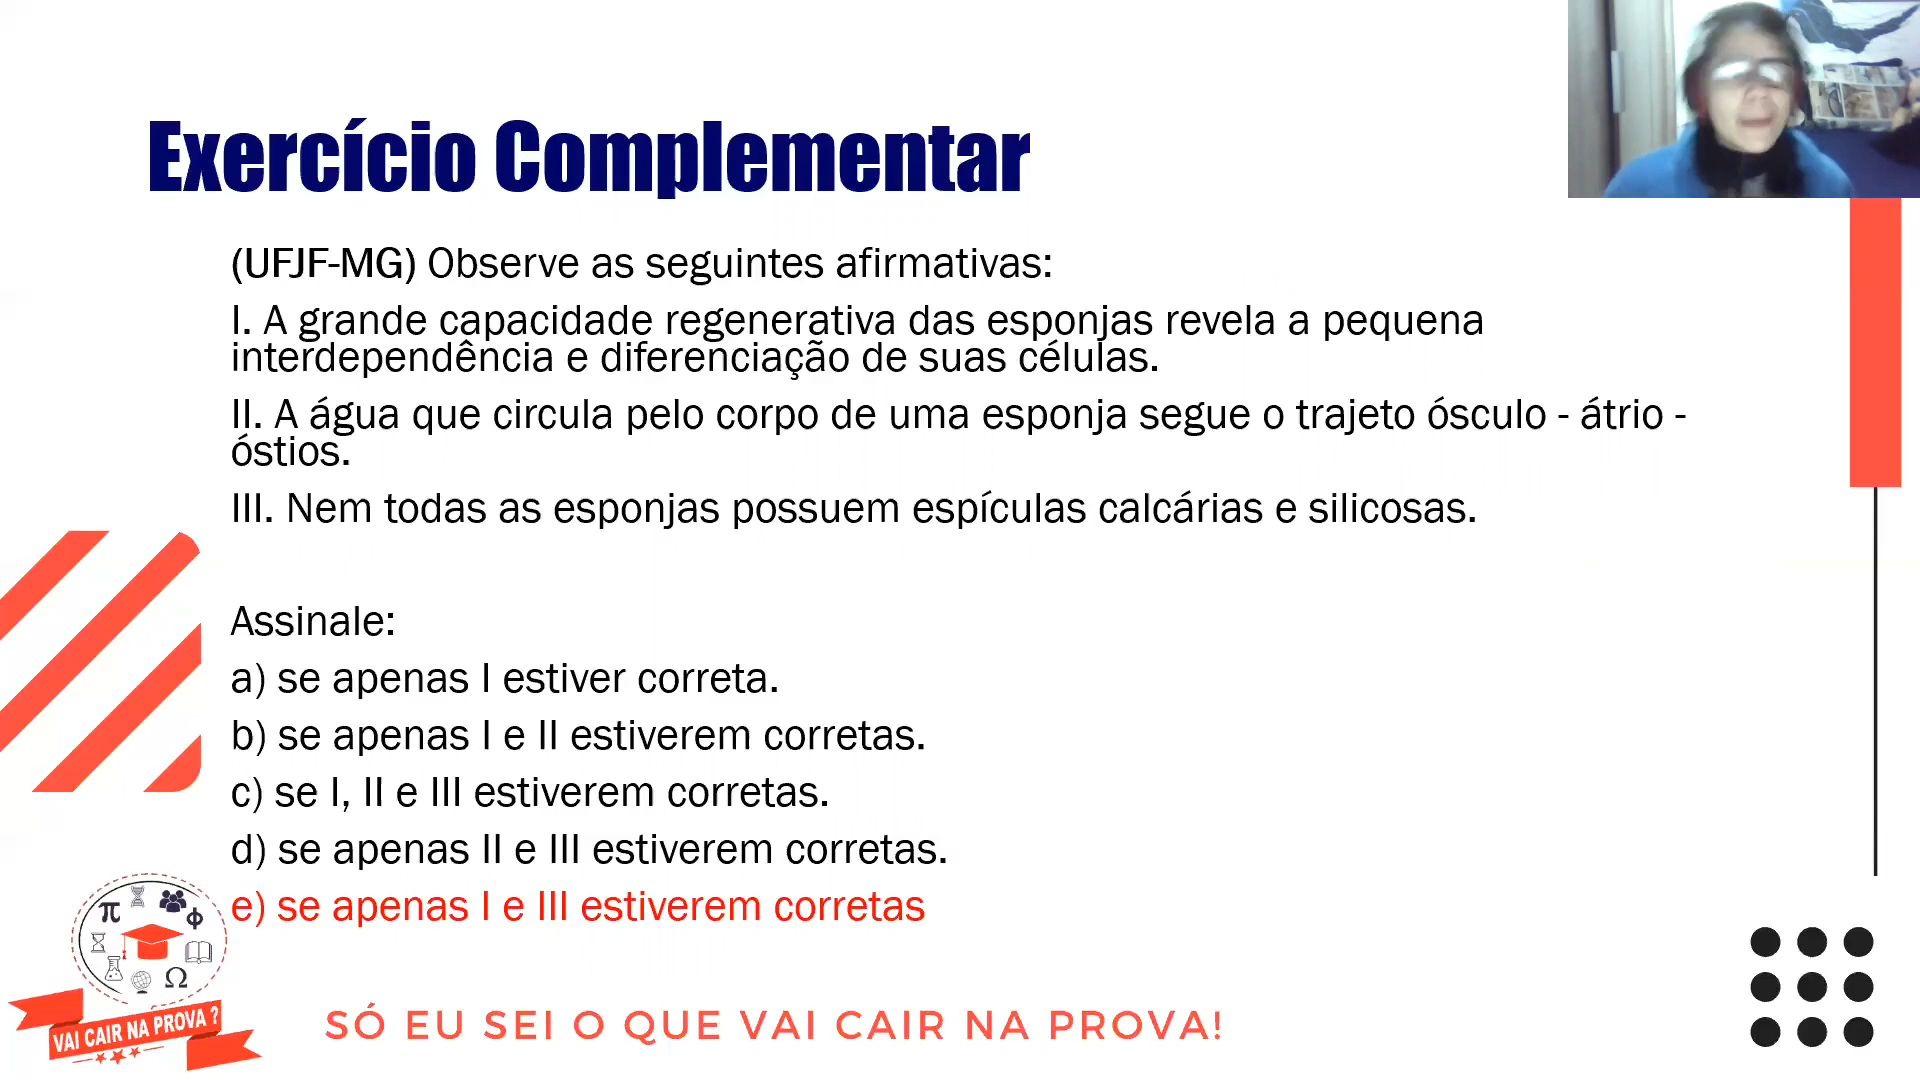 Exercício Complementar
(UFJF-MG) Observe as seguintes afirmativas:
I. A grande capacidade regenerativa das esponjas revela a pequena
interdependência e diferenciação de suas células.
II. A água que circula pelo corpo de uma esponja segue o trajeto ósculo - átrio -
óstios.
III. Nem todas as esponjas possuem espículas calcárias e silicosas.
Assinale:
a) se apenas I estiver correta.
b) se apenas I e II estiverem corretas.
c) se I, II e III estiverem corretas.
d) se apenas II e III estiverem corretas.
e) se apenas I e III estiverem corretas
π
ϕ
Ω
VAI CAIR NA PROVA ?
SÓ EU SEI O QUE VAI CAIR NA PROVA!